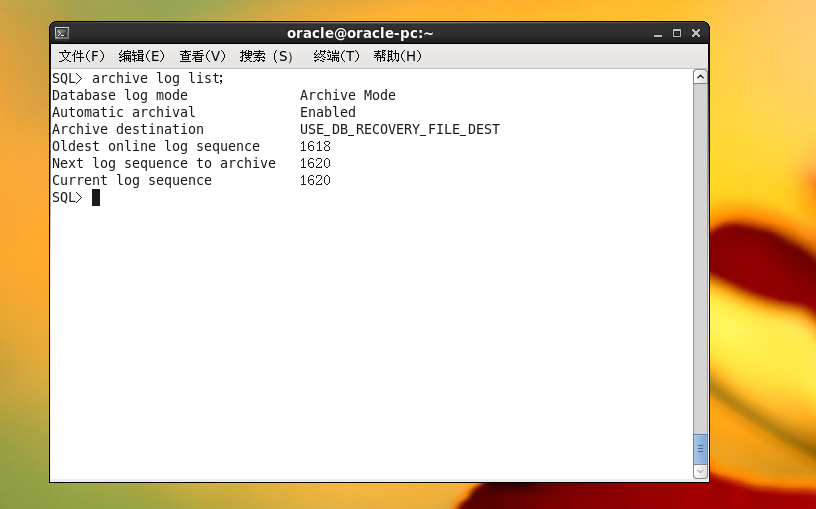 oracle@oracle-pc:~
文件(F) 编辑(E) 查看(V) 搜索 (S) 终端(T) 帮助(H)
SQL> archive log list;
Database log mode Archive Mode
Automatic archival Enabled
Archive destination USE_DB_RECOVERY_FILE_DEST
Oldest online log sequence 1618
Next log sequence to archive 1620
Current log sequence 1620
SQL>